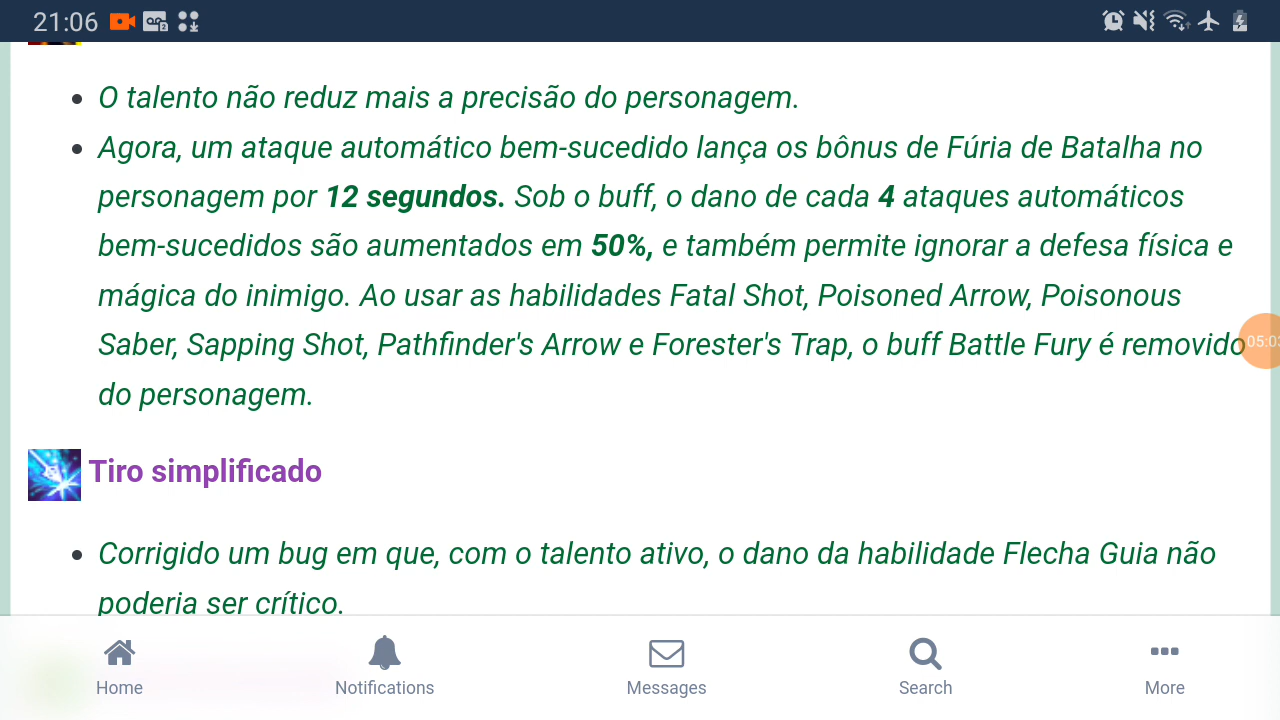 21:06
O talento não reduz mais a precisão do personagem.
Agora, um ataque automático bem-sucedido lança os bônus de Fúria de Batalha no
personagem por 12 segundos. Sob o buff, o dano de cada 4 ataques automáticos
bem-sucedidos são aumentados em 50%, e também permite ignorar a defesa física e
mágica do inimigo. Ao usar as habilidades Fatal Shot, Poisoned Arrow, Poisonous
Saber, Sapping Shot, Pathfinder's Arrow e Forester's Trap, o buff Battle Fury é removido
do personagem.
Tiro simplificado
Corrigido um bug em que, com o talento ativo, o dano da habilidade Flecha Guia não
poderia ser crítico.
Home Notifications Messages Search More